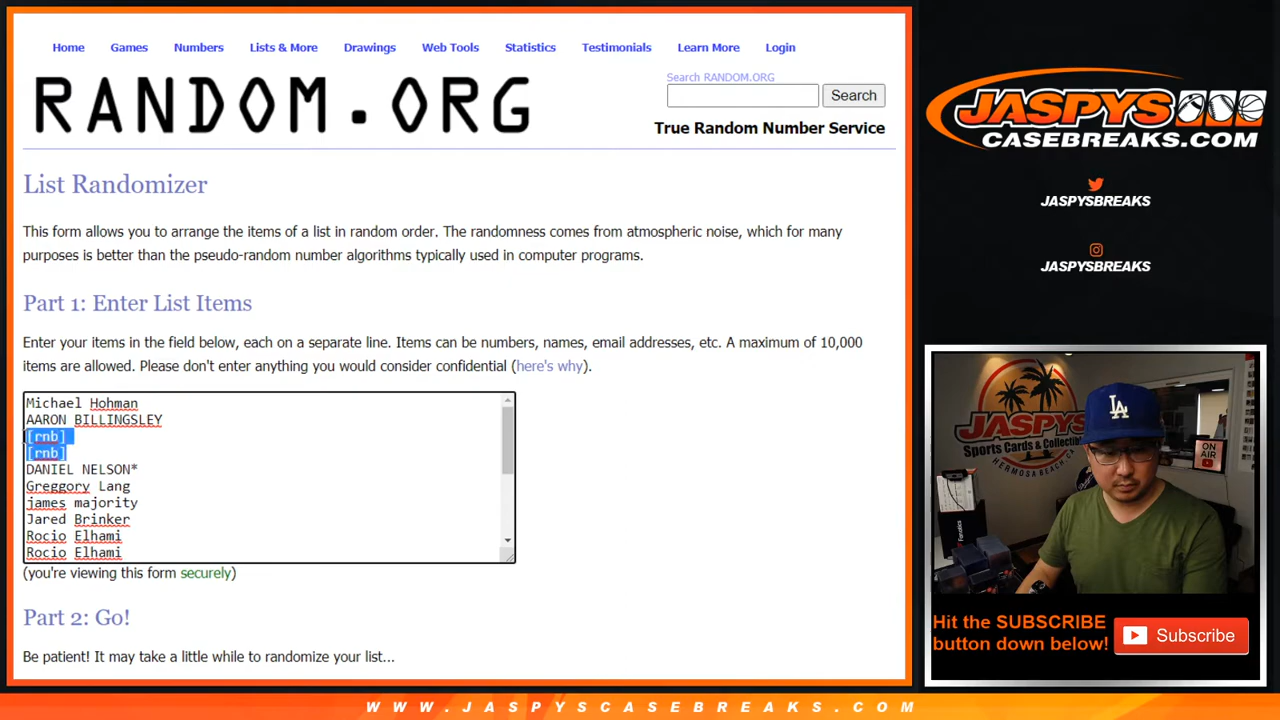 Home Games Numbers Lists & More Drawings Web Tools Statistics Testimonials Learn More Login
RANDOM.ORG
Search RANDOM.ORG
Search
True Random Number Service
List Randomizer
This form allows you to arrange the items of a list in random order. The randomness comes from atmospheric noise, which for many
purposes is better than the pseudo-random number algorithms typically used in computer programs.
Part 1: Enter List Items
Enter your items in the field below, each on a separate line. Items can be numbers, names, email addresses, etc. A maximum of 10,000
items are allowed. Please don't enter anything you would consider confidential (here's why).
Michael Hohman
AARON BILLINGSLEY
[rnb]
[rnb]
DANIEL NELSON*
Greggory Lang
james majority
Jared Brinker
Rocio Elhami
Rocio Elhami
(you're viewing this form securely)
Part 2: Go!
Be patient! It may take a little while to randomize your list...
JASPYS
CASEBREAKS.COM
JASPYSBREAKS
JASPYSBREAKS
JASPYS
Sports Cards & Collectibl
HERMOSA BEACH, CA
LA
ON AIR
Fanatics
Hit the SUBSCRIBE
button down below!
Subscribe
WWW.JASPYSCASEBREAKS.COM